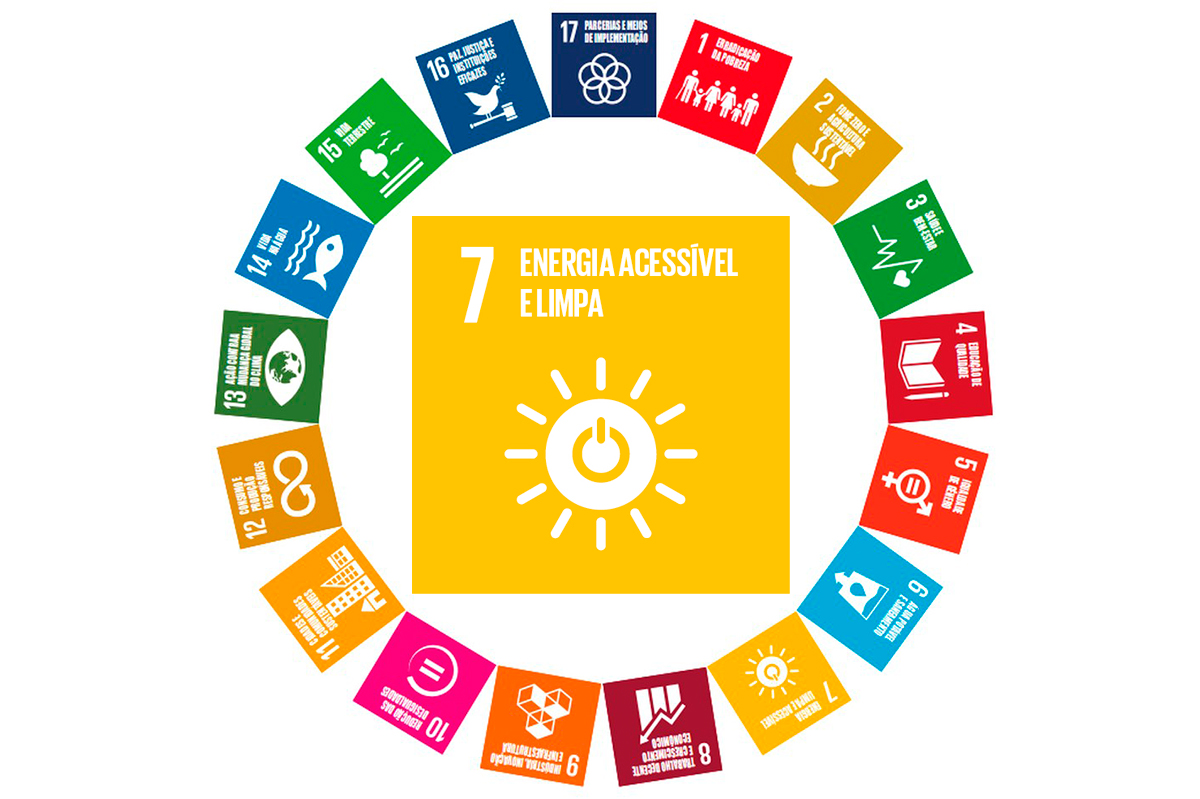 7
ENERGIA ACESSÍVEL
E LIMPA
17
PARCERIAS E MEIOS
DE IMPLEMENTAÇÃO
1
ERRADICAÇÃO
DA POBREZA
2
FOME ZERO E
AGRICULTURA
SUSTENTÁVEL
3
SAÚDE E
BEM-ESTAR
4
EDUCAÇÃO DE
QUALIDADE
5
IGUALDADE
DE GÊNERO
6
ÁGUA POTÁVEL
E SANEAMENTO
7
ENERGIA
LIMPA E ACESSÍVEL
8
TRABALHO DECENTE
E CRESCIMENTO
ECONÔMICO
9
INDÚSTRIA, INOVAÇÃO
E INFRAESTRUTURA
10
REDUÇÃO DAS
DESIGUALDADES
11
CIDADES E
COMUNIDADES
SUSTENTÁVEIS
12
CONSUMO E
PRODUÇÃO
RESPONSÁVEIS
13
AÇÃO CONTRA A
MUDANÇA GLOBAL
DO CLIMA
14
VIDA
NA ÁGUA
15
VIDA
TERRESTRE
16
PAZ, JUSTIÇA E
INSTITUIÇÕES
EFICAZES